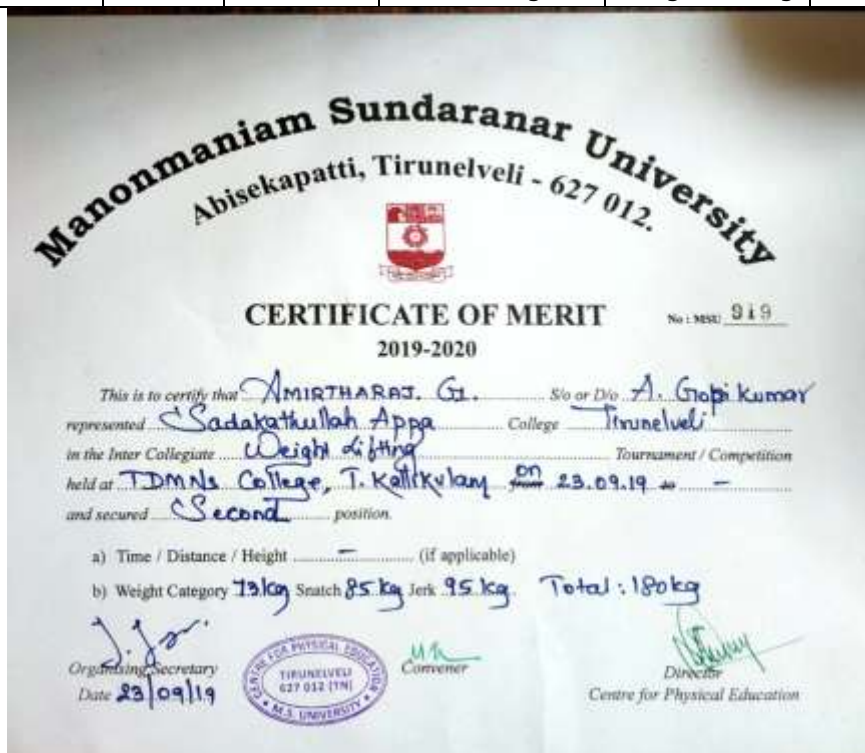 Manonmaniam Sundaranar University
Abisekapatti, Tirunelveli - 627 012.
CERTIFICATE OF MERIT
No : MSU 919
2019-2020
This is to certify that AMIRTHARAJ. G. S/o or D/o A. Gopi Kumar
represented Sadakathullah Appa College Tirunelveli
in the Inter Collegiate Weight Lifting Tournament / Competition
held at TDMNS College, T. Kallikulam on from 23.09.19 to -
and secured Second position.
a) Time / Distance / Height - (if applicable)
b) Weight Category 73kg Snatch 85 kg Jerk 95 kg. Total : 180kg
Organising Secretary
Convener
Director
Date 23/09/19
Centre for Physical Education
CENTRE FOR PHYSICAL EDUCATION
TIRUNELVELI
627 012 (TN)
M.S. UNIVERSITY